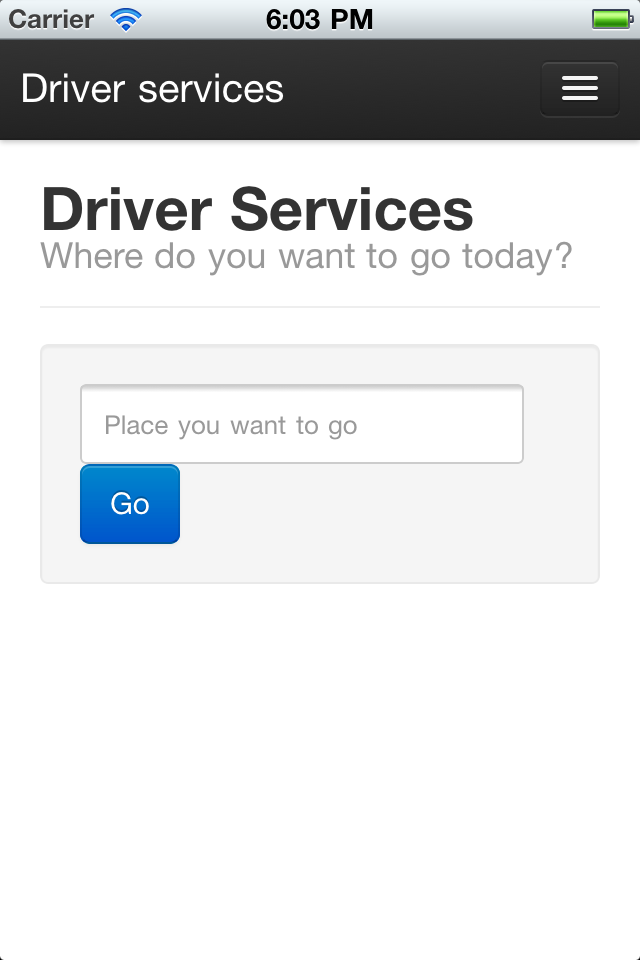 Carrier 6:03 PM
Driver services
Driver Services
Where do you want to go today?
Place you want to go
Go